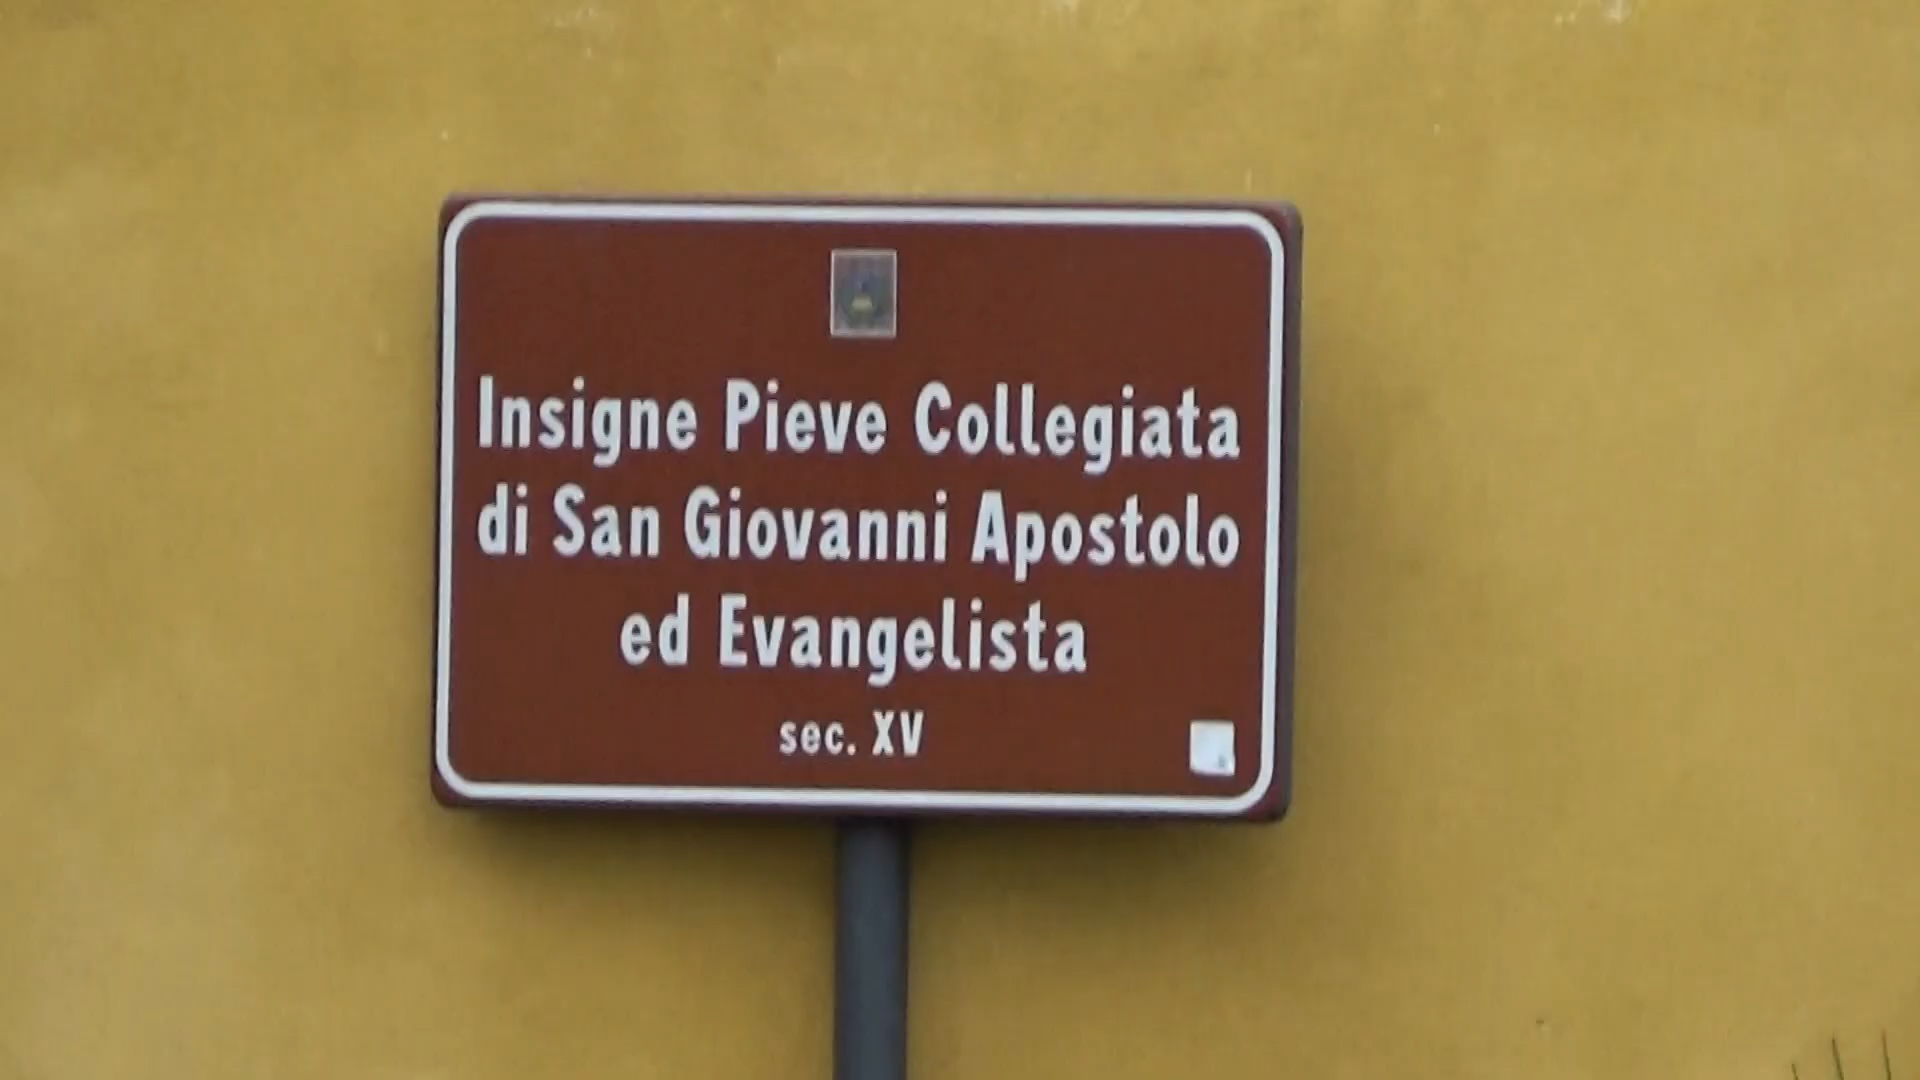 Insigne Pieve Collegiata
di San Giovanni Apostolo
ed Evangelista
sec. XV